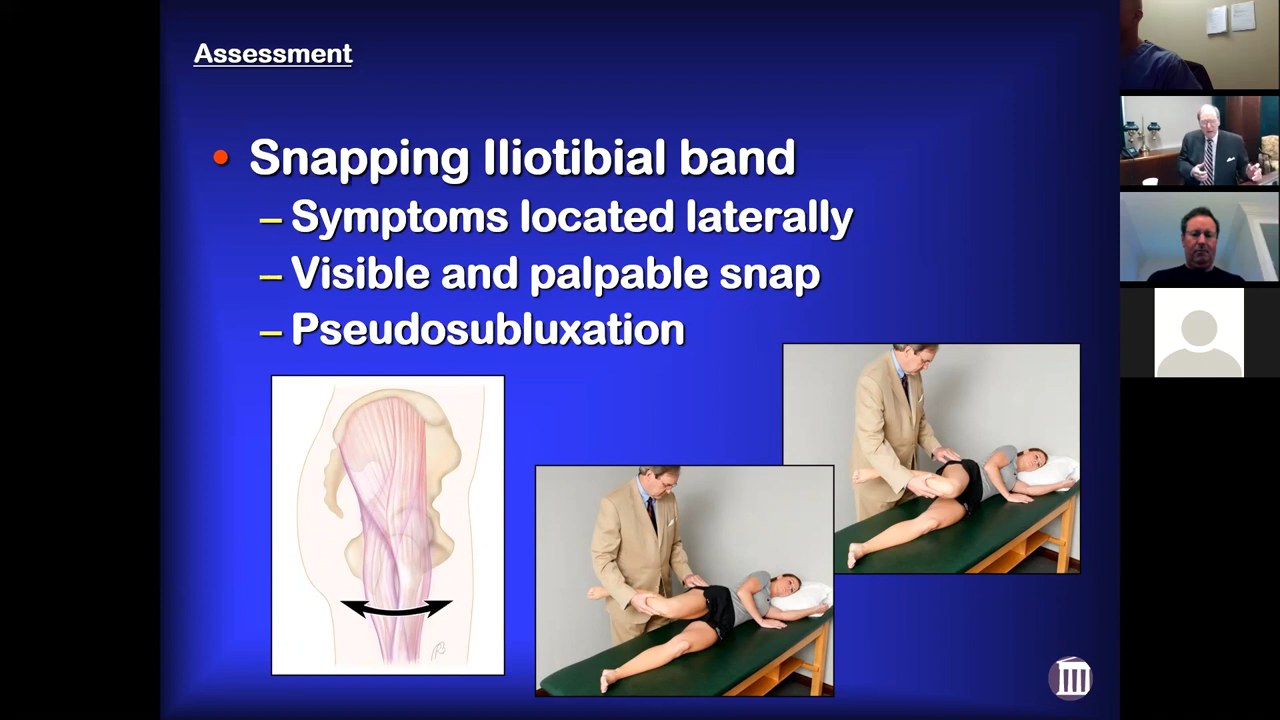 Assessment
• Snapping Iliotibial band
– Symptoms located laterally
– Visible and palpable snap
– Pseudosubluxation